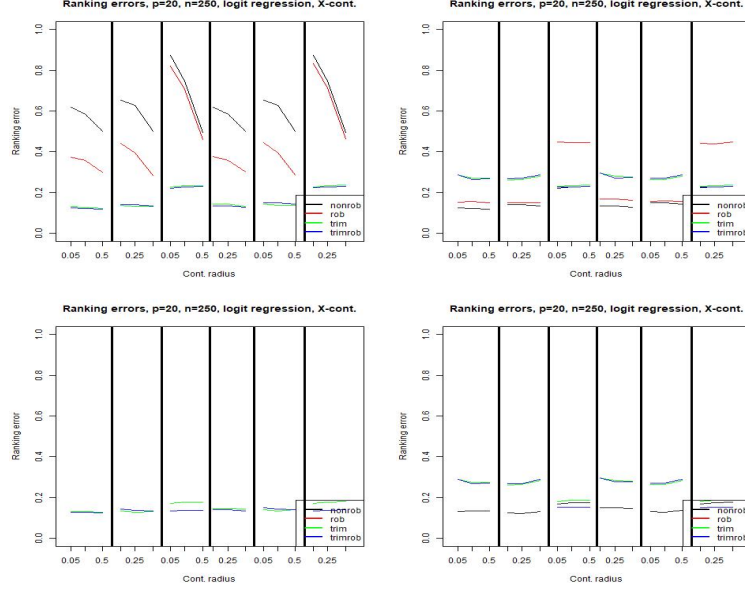 Ranking errors, p=20, n=250, logit regression, X-cont.
Ranking error
0.0 0.2 0.4 0.6 0.8 1.0
0.05 0.5 0.25 0.05 0.5 0.25 0.05 0.5 0.25
Cont. radius
nonrob
rob
trim
trimrob
Ranking errors, p=20, n=250, logit regression, X-cont.
Ranking error
0.0 0.2 0.4 0.6 0.8 1.0
0.05 0.5 0.25 0.05 0.5 0.25 0.05 0.5 0.25
Cont. radius
nonrob
rob
trim
trimrob
Ranking errors, p=20, n=250, logit regression, X-cont.
Ranking error
0.0 0.2 0.4 0.6 0.8 1.0
0.05 0.5 0.25 0.05 0.5 0.25 0.05 0.5 0.25
Cont. radius
nonrob
rob
trim
trimrob
Ranking errors, p=20, n=250, logit regression, X-cont.
Ranking error
0.0 0.2 0.4 0.6 0.8 1.0
0.05 0.5 0.25 0.05 0.5 0.25 0.05 0.5 0.25
Cont. radius
nonrob
rob
trim
trimrob